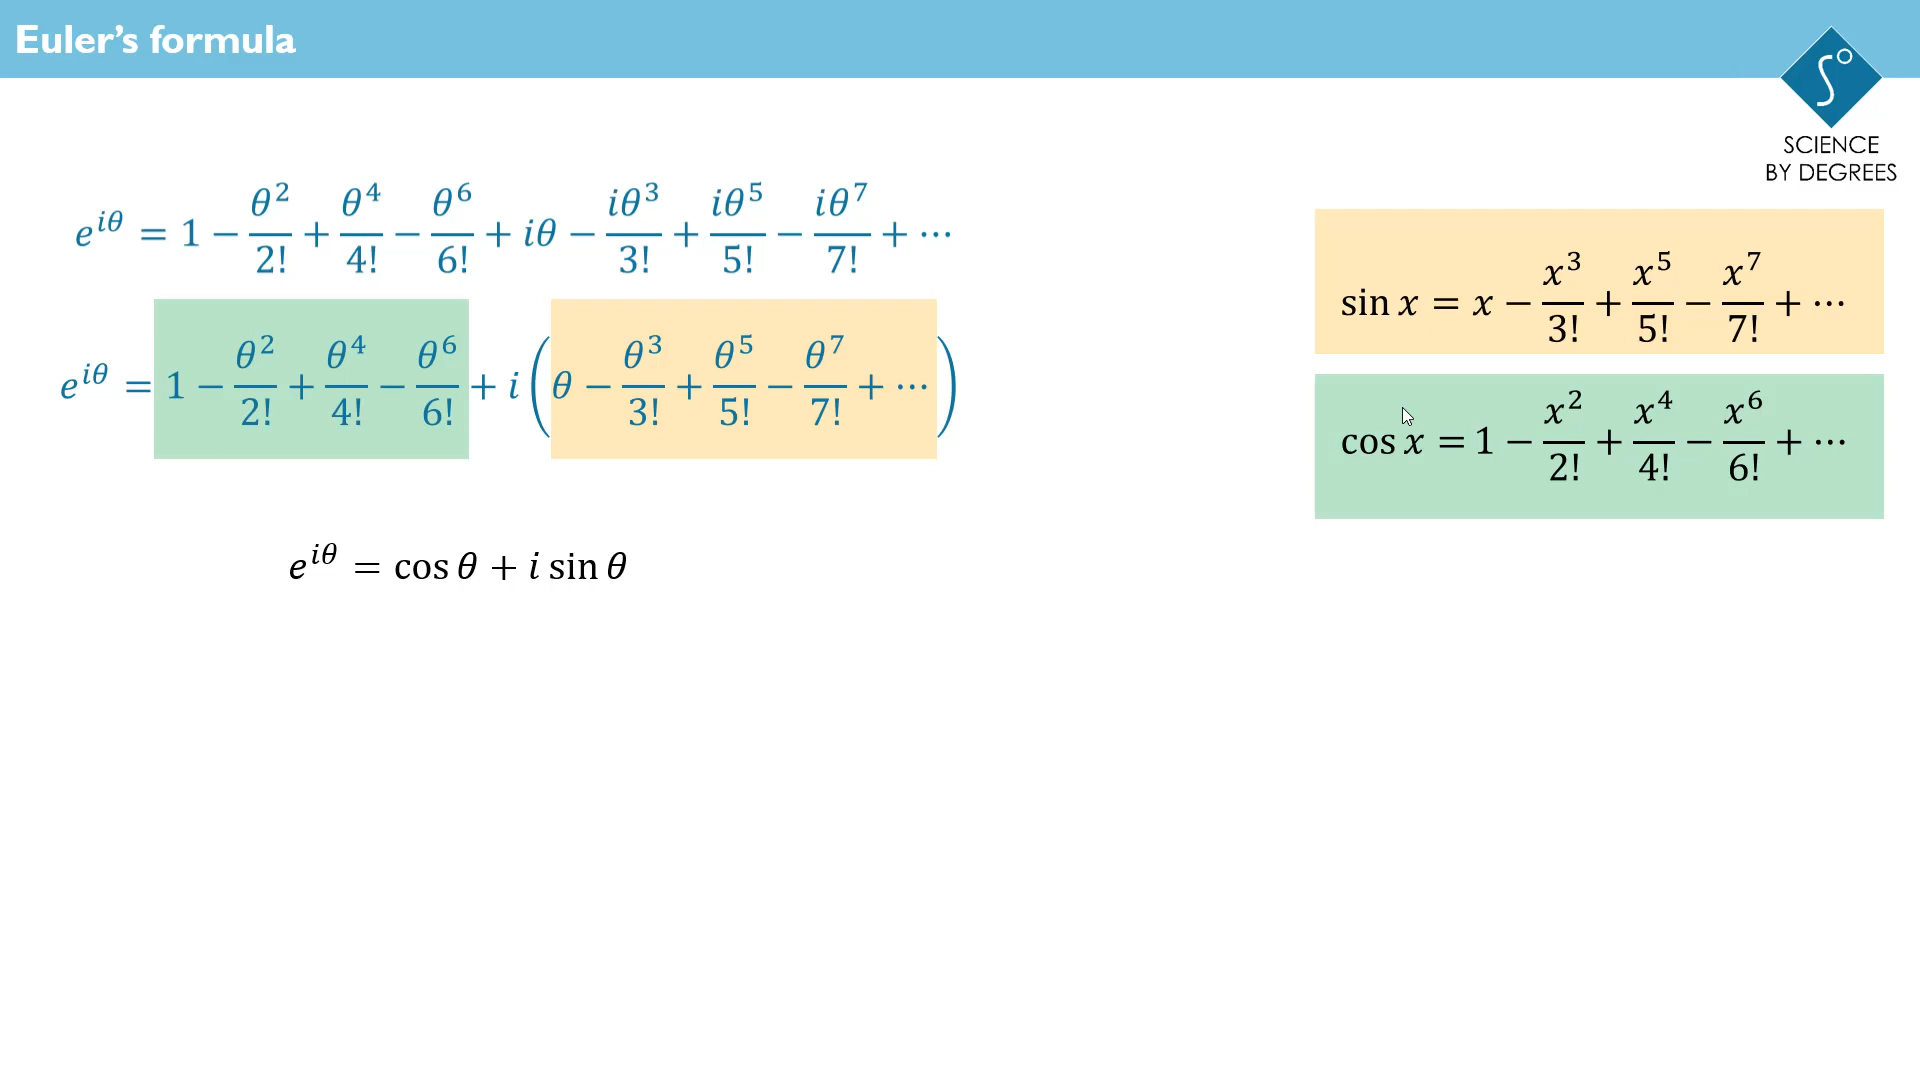 Euler's formula
SCIENCE
BY DEGREES
e^{iθ} = 1 − θ²/2! + θ⁴/4! − θ⁶/6! + iθ − iθ³/3! + iθ⁵/5! − iθ⁷/7! + ⋯
e^{iθ} = 1 − θ²/2! + θ⁴/4! − θ⁶/6! + i(θ − θ³/3! + θ⁵/5! − θ⁷/7! + ⋯)
e^{iθ} = cos θ + i sin θ
sin x = x − x³/3! + x⁵/5! − x⁷/7! + ⋯
cos x = 1 − x²/2! + x⁴/4! − x⁶/6! + ⋯